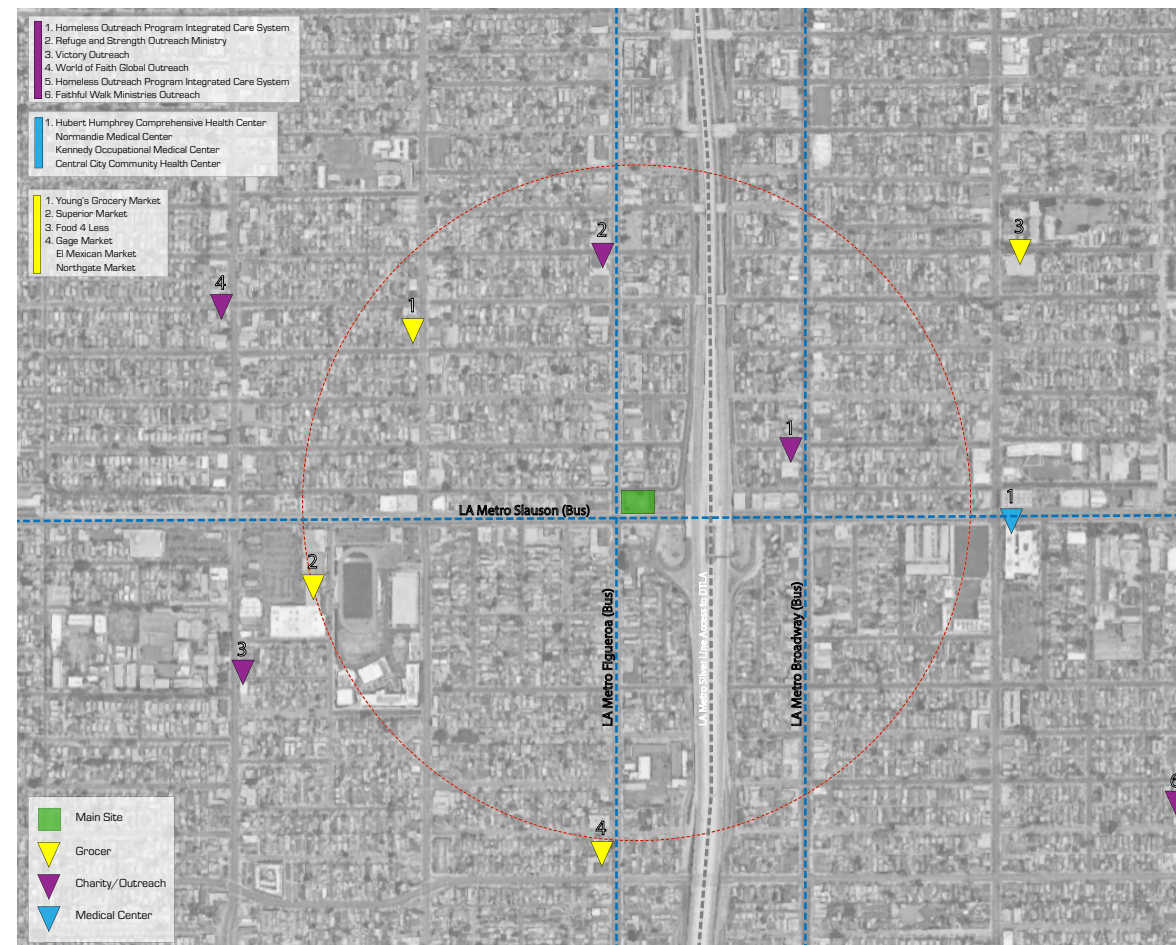 1. Homeless Outreach Program Integrated Care System
2. Refuge and Strength Outreach Ministry
3. Victory Outreach
4. World of Faith Global Outreach
5. Homeless Outreach Program Integrated Care System
6. Faithful Walk Ministries Outreach
1. Hubert Humphrey Comprehensive Health Center
Normandie Medical Center
Kennedy Occupational Medical Center
Central City Community Health Center
1. Young's Grocery Market
2. Superior Market
3. Food 4 Less
4. Gage Market
El Mexican Market
Northgate Market
2
3
4
1
1
1
LA Metro Slauson (Bus)
2
3
LA Metro Figueroa (Bus)
LA Metro Silver Line Access to DTLA
LA Metro Broadway (Bus)
4
6
Main Site
Grocer
Charity/Outreach
Medical Center